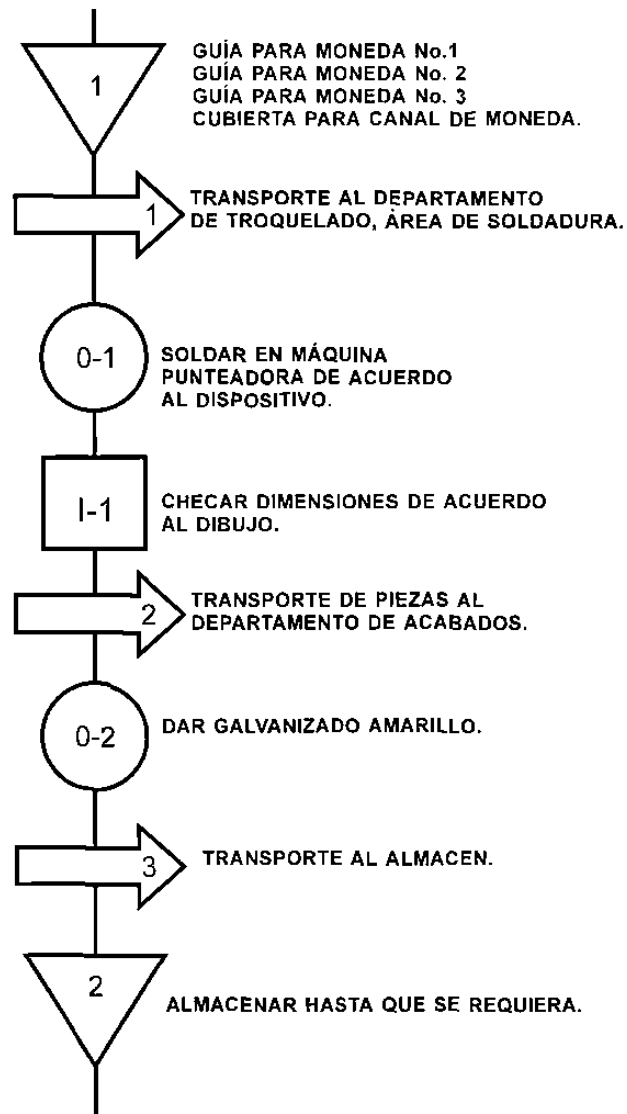 1
GUÍA PARA MONEDA No.1
GUÍA PARA MONEDA No. 2
GUÍA PARA MONEDA No. 3
CUBIERTA PARA CANAL DE MONEDA.
1
TRANSPORTE AL DEPARTAMENTO
DE TROQUELADO, ÁREA DE SOLDADURA.
0-1
SOLDAR EN MÁQUINA
PUNTEADORA DE ACUERDO
AL DISPOSITIVO.
I-1
CHECAR DIMENSIONES DE ACUERDO
AL DIBUJO.
2
TRANSPORTE DE PIEZAS AL
DEPARTAMENTO DE ACABADOS.
0-2
DAR GALVANIZADO AMARILLO.
3
TRANSPORTE AL ALMACEN.
2
ALMACENAR HASTA QUE SE REQUIERA.